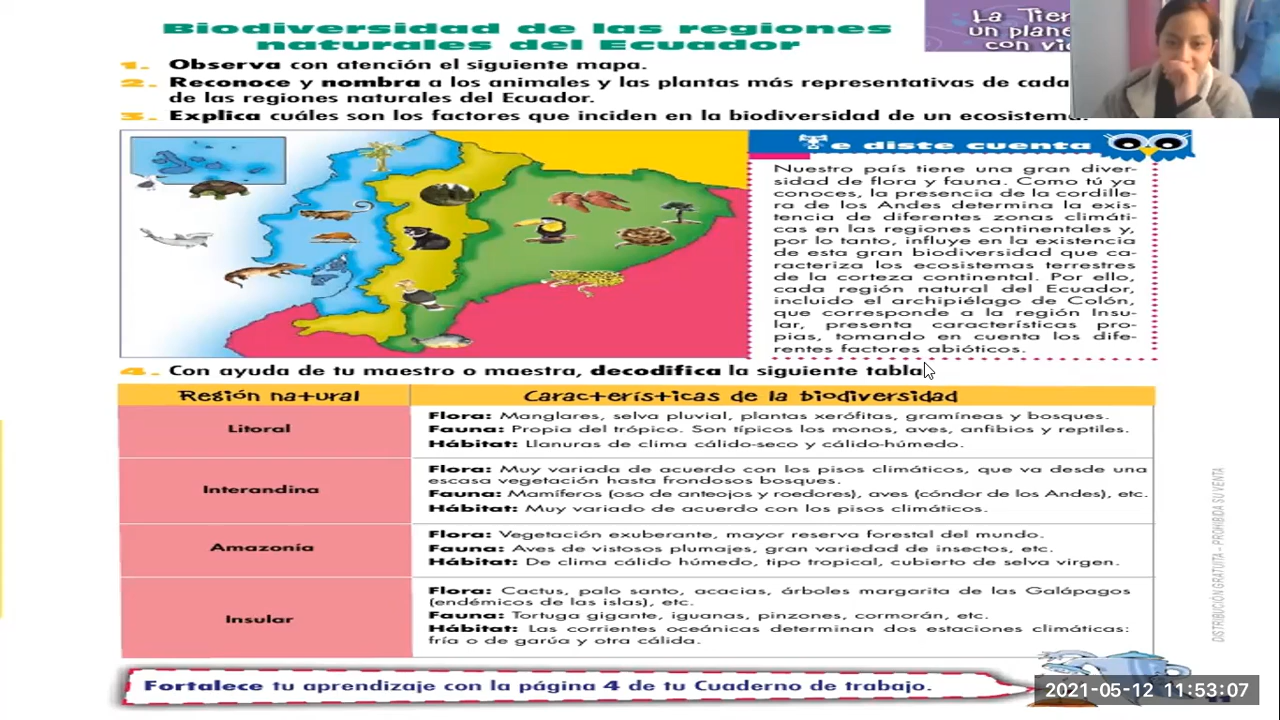 Biodiversidad de las regiones
naturales del Ecuador
La Tier
un plane
con vi
1. Observa con atención el siguiente mapa.
2. Reconoce y nombra a los animales y las plantas más representativas de cada
de las regiones naturales del Ecuador.
3. Explica cuáles son los factores que inciden en la biodiversidad de un ecosistema.
Te diste cuenta
Nuestro país tiene una gran diver-
sidad de flora y fauna. Como tú ya
conoces, la presencia de la cordille-
ra de los Andes determina la exis-
tencia de diferentes zonas climáti-
cas en las regiones continentales y,
por lo tanto, influye en la existencia
de esta gran biodiversidad que ca-
racteriza los ecosistemas terrestres
de la corteza continental. Por ello,
cada región natural del Ecuador,
incluido el archipiélago de Colón,
que corresponde a la región Insu-
lar, presenta características pro-
pias, tomando en cuenta los dife-
rentes factores abióticos.
4. Con ayuda de tu maestro o maestra, decodifica la siguiente tabla
Región natural
Características de la biodiversidad
Litoral
Flora: Manglares, selva pluvial, plantas xerófitas, gramíneas y bosques.
Fauna: Propia del trópico. Son típicos los monos, aves, anfibios y reptiles.
Hábitat: Llanuras de clima cálido-seco y cálido-húmedo.
Interandina
Flora: Muy variada de acuerdo con los pisos climáticos, que va desde una
escasa vegetación hasta frondosos bosques.
Fauna: Mamíferos (oso de anteojos y roedores), aves (cóndor de los Andes), etc.
Hábitat: Muy variado de acuerdo con los pisos climáticos.
Amazonía
Flora: Vegetación exuberante, mayor reserva forestal del mundo.
Fauna: Aves de vistosos plumajes, gran variedad de insectos, etc.
Hábitat: De clima cálido húmedo, tipo tropical, cubierto de selva virgen.
Insular
Flora: Cactus, palo santo, acacias, árboles margarita de las Galápagos
(endémicos de las islas), etc.
Fauna: Tortuga gigante, iguanas, pinzones, cormorán, etc.
Hábitat: Las corrientes oceánicas determinan dos estaciones climáticas:
fría o de garúa y otra cálida.
DISTRIBUCIÓN GRATUITA - PROHIBIDA SU VENTA
Fortalece tu aprendizaje con la página 4 de tu Cuaderno de trabajo.
2021-05-12 11:53:07